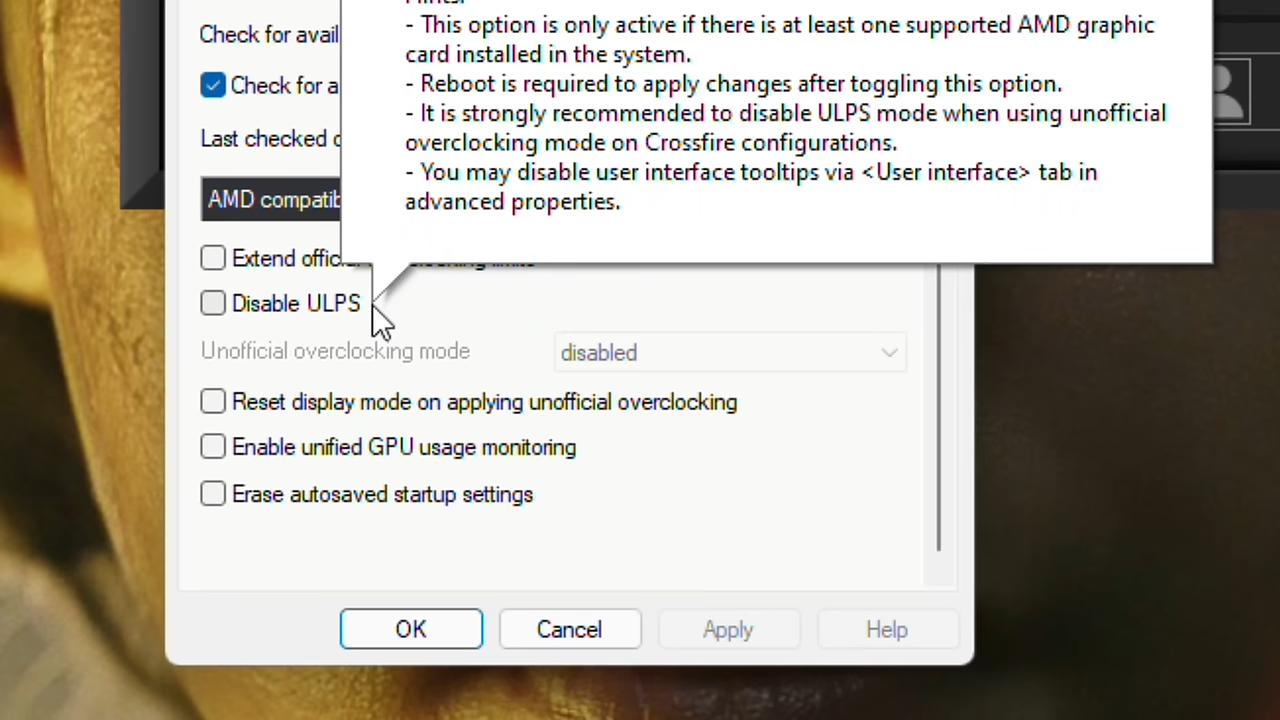 - This option is only active if there is at least one supported AMD graphic
card installed in the system.
- Reboot is required to apply changes after toggling this option.
- It is strongly recommended to disable ULPS mode when using unofficial
overclocking mode on Crossfire configurations.
- You may disable user interface tooltips via <User interface> tab in
advanced properties.
Check for avail
Check for a
Last checked
AMD compatib
Extend offic
Disable ULPS
Unofficial overclocking mode
disabled
Reset display mode on applying unofficial overclocking
Enable unified GPU usage monitoring
Erase autosaved startup settings
OK
Cancel
Apply
Help